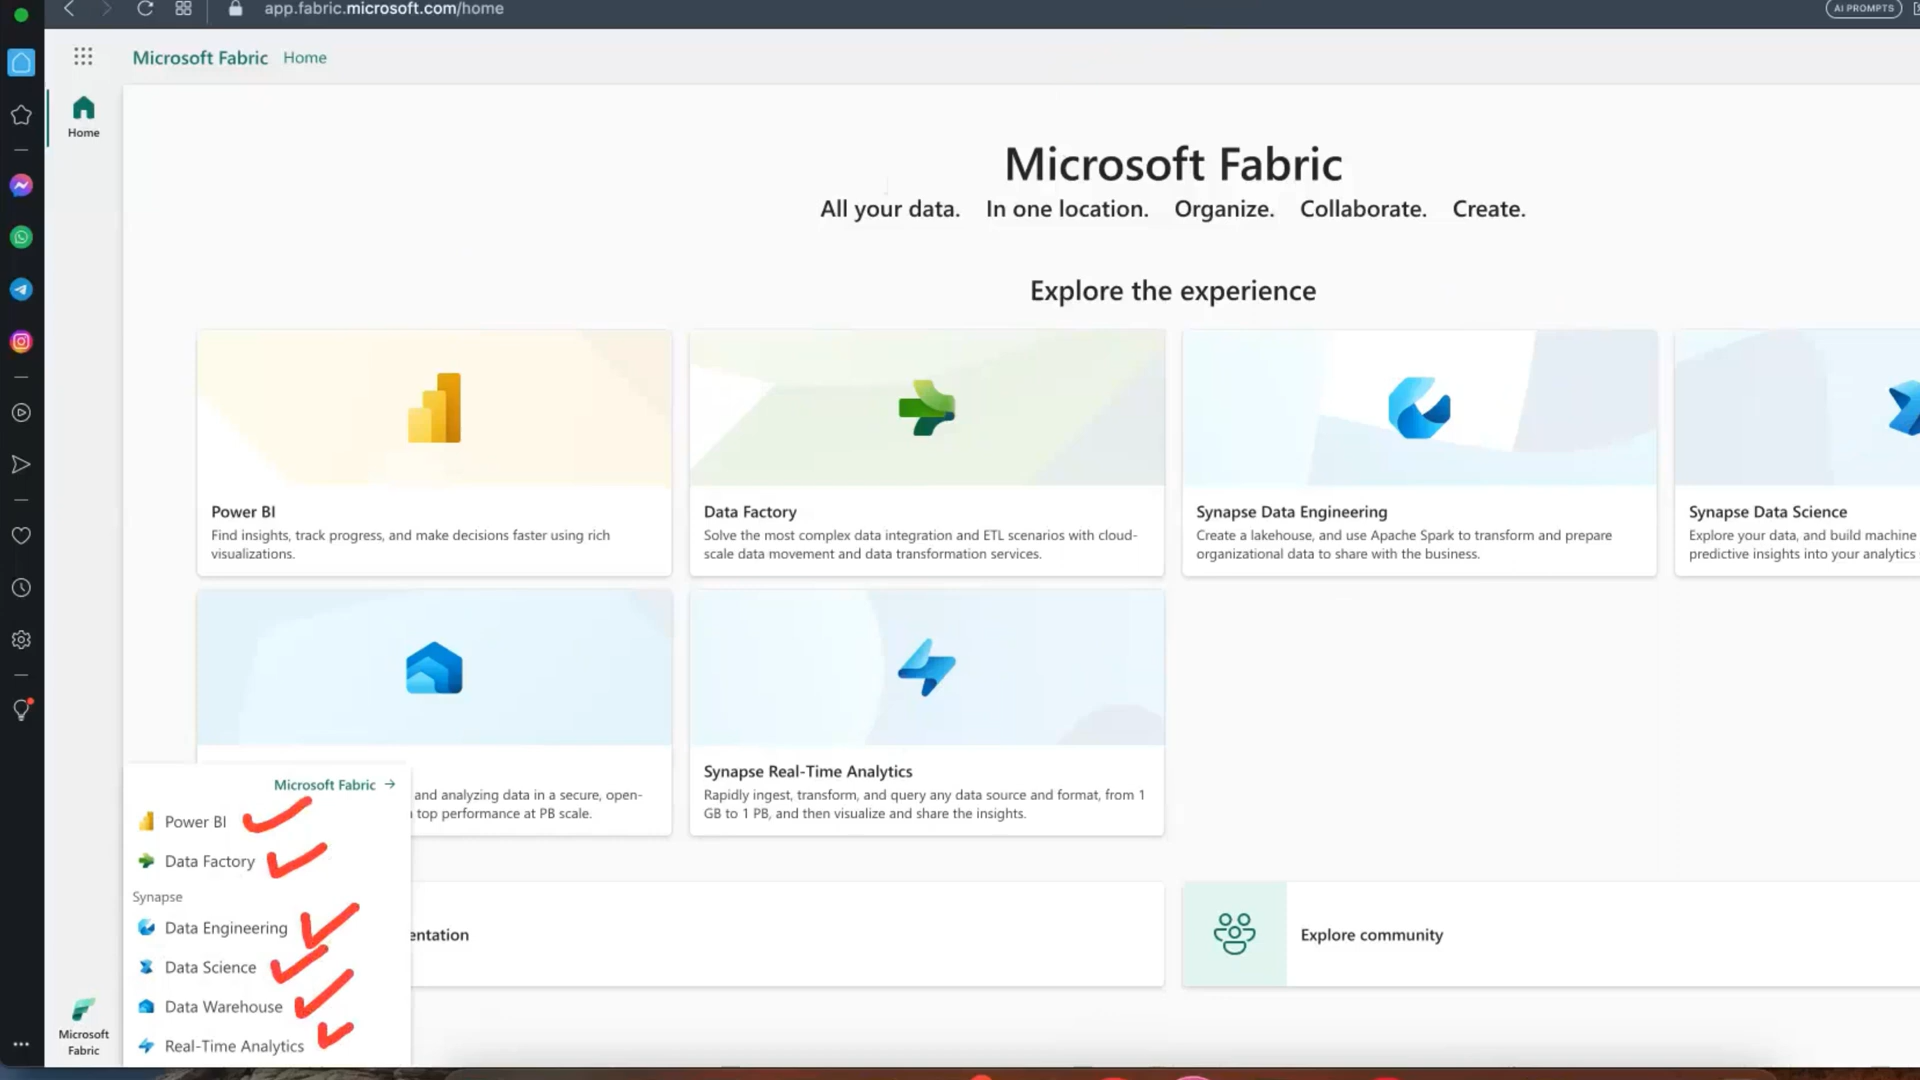 app.fabric.microsoft.com/home
AI PROMPTS
Microsoft Fabric Home
Home
Microsoft Fabric
All your data. In one location. Organize. Collaborate. Create.
Explore the experience
Power BI
Find insights, track progress, and make decisions faster using rich
visualizations.
Data Factory
Solve the most complex data integration and ETL scenarios with cloud-
scale data movement and data transformation services.
Synapse Data Engineering
Create a lakehouse, and use Apache Spark to transform and prepare
organizational data to share with the business.
Synapse Data Science
Explore your data, and build machine
predictive insights into your analytics
and analyzing data in a secure, open-
top performance at PB scale.
Synapse Real-Time Analytics
Rapidly ingest, transform, and query any data source and format, from 1
GB to 1 PB, and then visualize and share the insights.
Microsoft Fabric →
Power BI
Data Factory
Synapse
Data Engineering
Data Science
Data Warehouse
Real-Time Analytics
entation
Explore community
Microsoft
Fabric